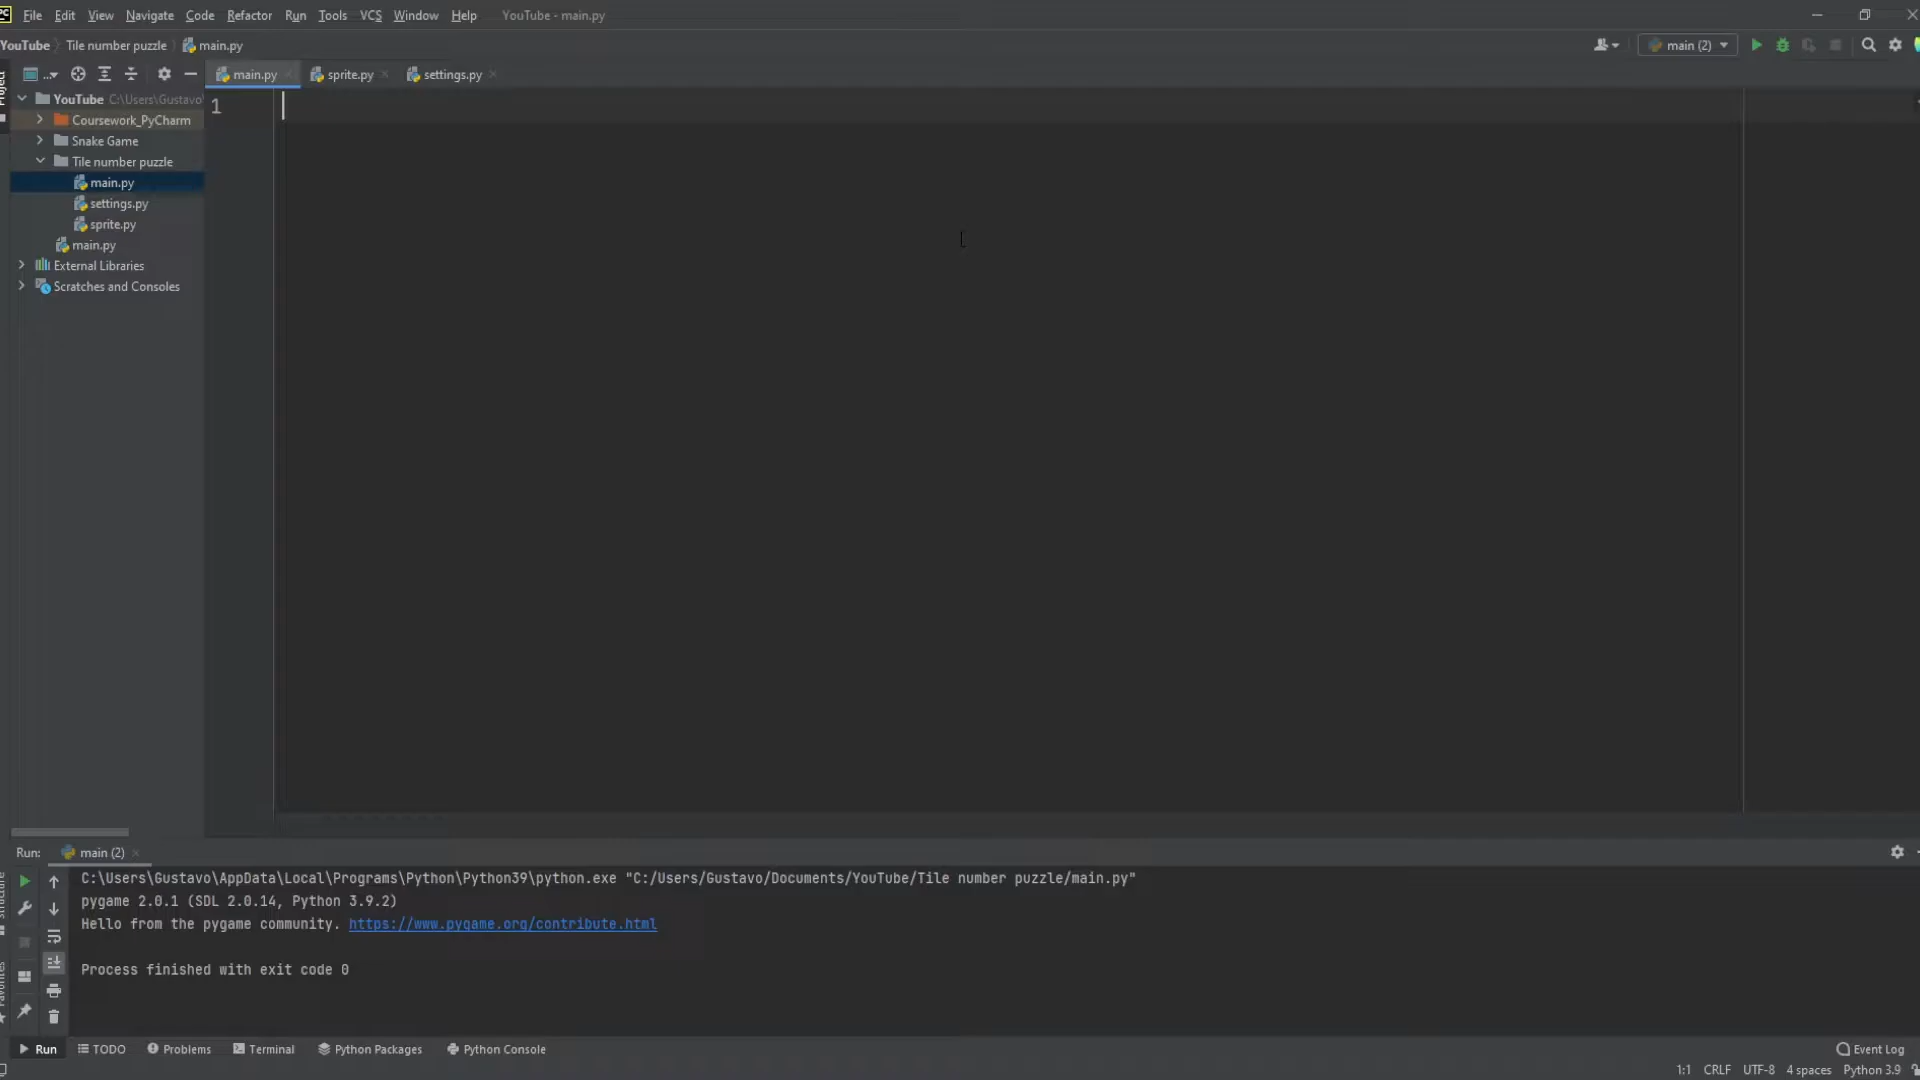 PC File Edit View Navigate Code Refactor Run Tools VCS Window Help YouTube - main.py
YouTube Tile number puzzle main.py main (2)
Project ... main.py sprite.py settings.py
YouTube C:\Users\Gustavo\
1
Coursework_PyCharm
Snake Game
Tile number puzzle
main.py
settings.py
sprite.py
main.py
External Libraries
Scratches and Consoles
Run: main (2)
C:\Users\Gustavo\AppData\Local\Programs\Python\Python39\python.exe "C:/Users/Gustavo/Documents/YouTube/Tile number puzzle/main.py"
pygame 2.0.1 (SDL 2.0.14, Python 3.9.2)
Hello from the pygame community. https://www.pygame.org/contribute.html
Process finished with exit code 0
Favorites
Run TODO Problems Terminal Python Packages Python Console Event Log
1:1 CRLF UTF-8 4 spaces Python 3.9